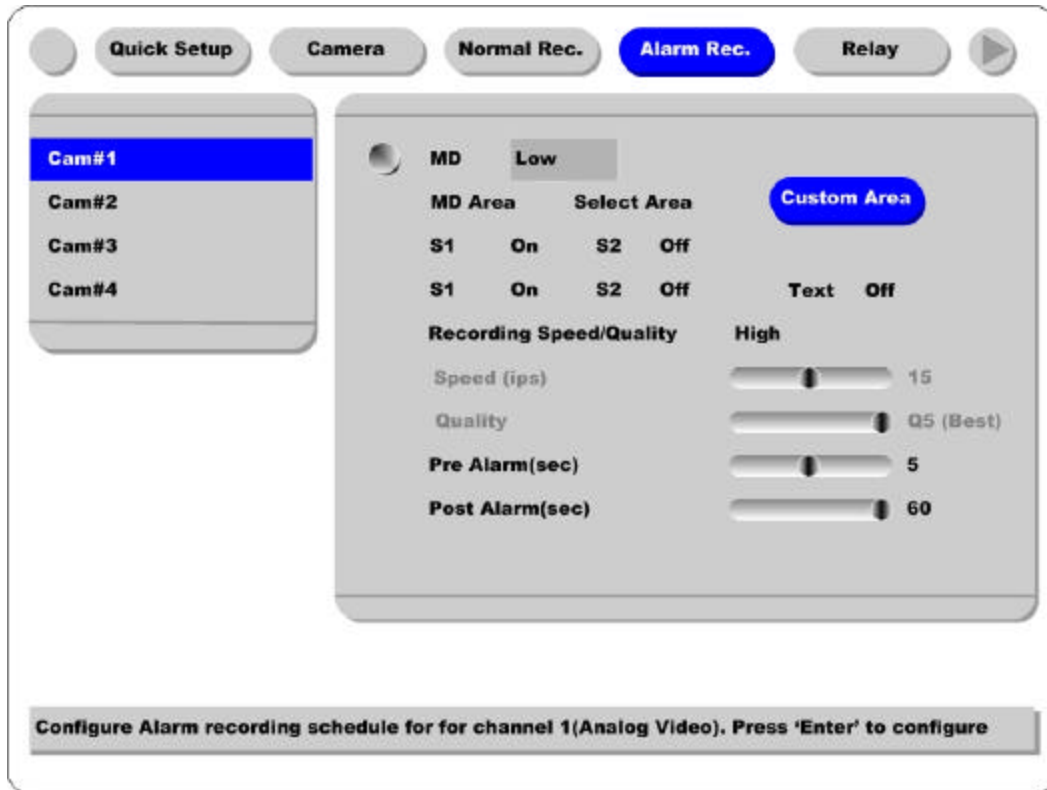 Quick Setup Camera Normal Rec. Alarm Rec. Relay
Cam#1
Cam#2
Cam#3
Cam#4
MD Low
MD Area Select Area Custom Area
S1 On S2 Off
S1 On S2 Off Text Off
Recording Speed/Quality High
Speed (ips) 15
Quality Q5 (Best)
Pre Alarm(sec) 5
Post Alarm(sec) 60
Configure Alarm recording schedule for for channel 1(Analog Video). Press ‘Enter’ to configure